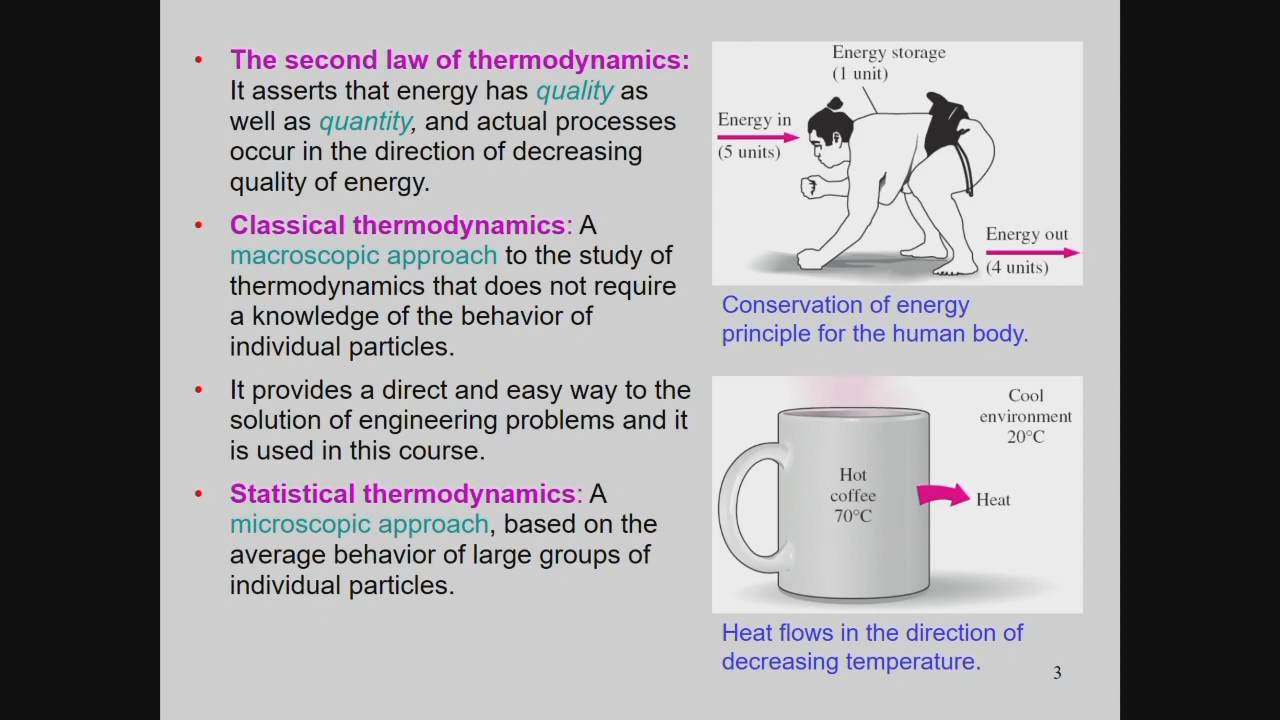 • The second law of thermodynamics:
It asserts that energy has quality as
well as quantity, and actual processes
occur in the direction of decreasing
quality of energy.
• Classical thermodynamics: A
macroscopic approach to the study of
thermodynamics that does not require
a knowledge of the behavior of
individual particles.
• It provides a direct and easy way to the
solution of engineering problems and it
is used in this course.
• Statistical thermodynamics: A
microscopic approach, based on the
average behavior of large groups of
individual particles.
Energy storage
(1 unit)
Energy in
(5 units)
Energy out
(4 units)
Conservation of energy
principle for the human body.
Cool
environment
20°C
Hot
coffee
70°C
Heat
Heat flows in the direction of
decreasing temperature.
3